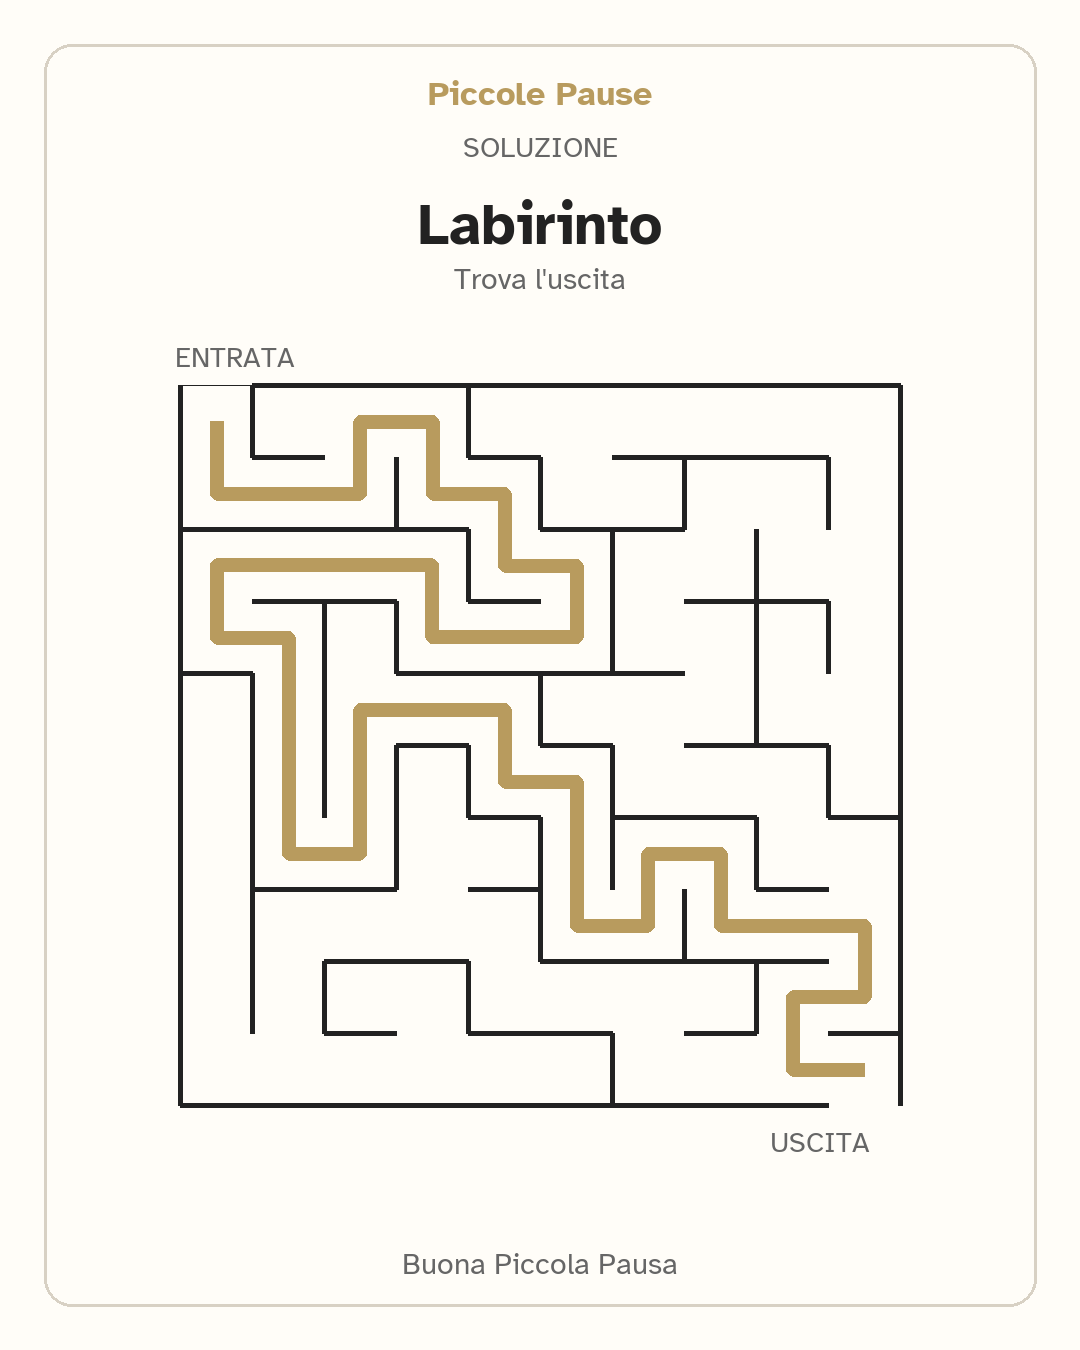 Piccole Pause
SOLUZIONE
Labirinto
Trova l'uscita
ENTRATA
USCITA
Buona Piccola Pausa